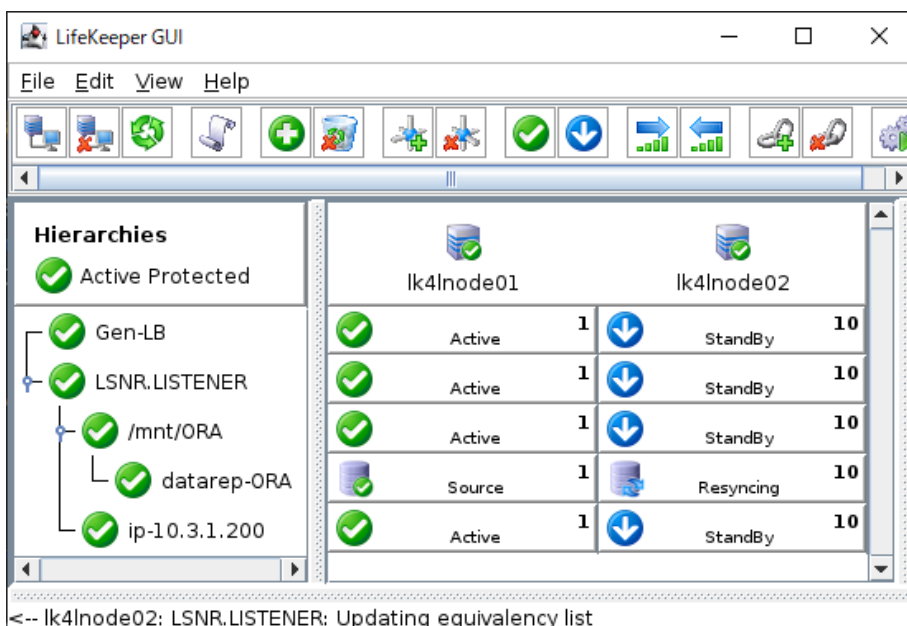 LifeKeeper GUI
File Edit View Help
Hierarchies
Active Protected
lk4lnode01 lk4lnode02
Gen-LB 1 Active 10 StandBy
LSNR.LISTENER 1 Active 10 StandBy
/mnt/ORA 1 Active 10 StandBy
datarep-ORA 1 Source 10 Resyncing
ip-10.3.1.200 1 Active 10 StandBy
<-- lk4lnode02: LSNR.LISTENER: Updating equivalency list